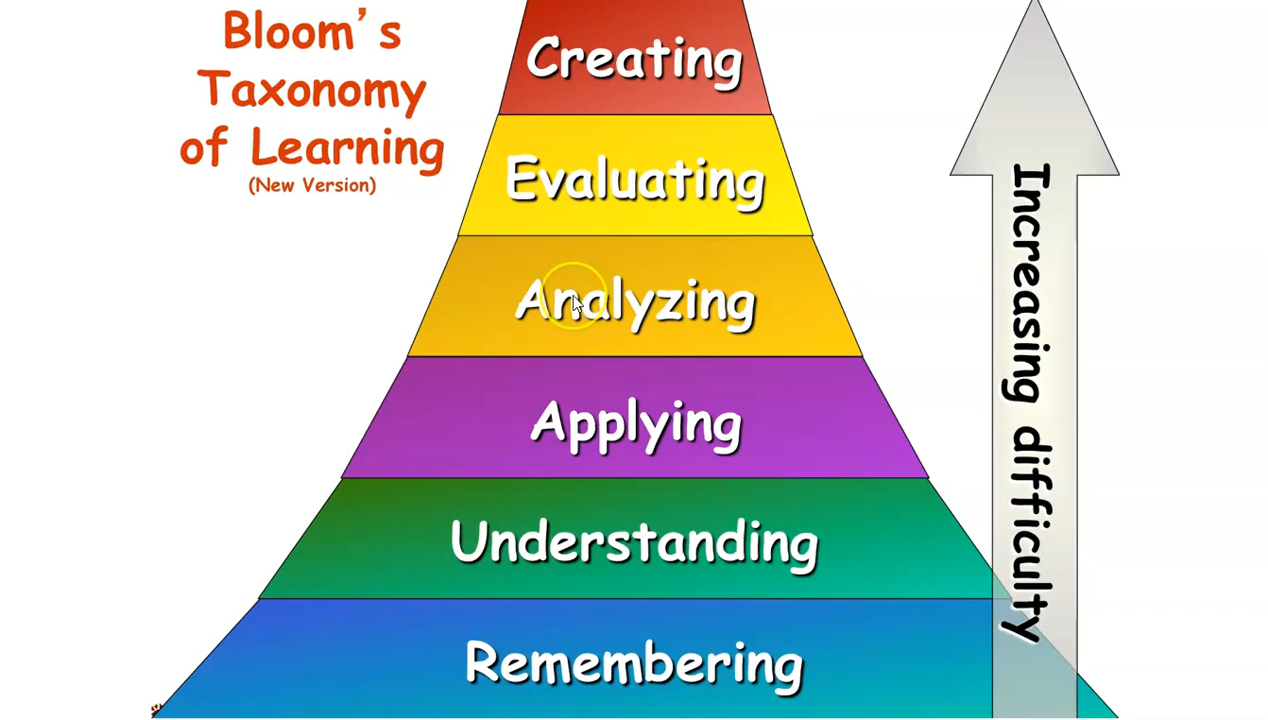 Bloom's
Taxonomy
of Learning
(New Version)
Creating
Evaluating
Analyzing
Applying
Understanding
Remembering
Increasing difficulty